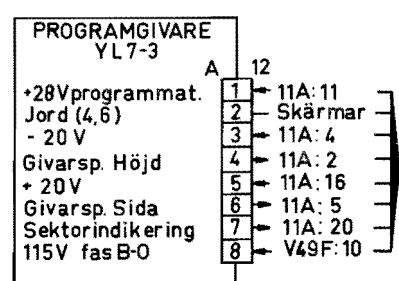 PROGRAMGIVARE
YL7-3
A 12
+28Vprogrammat. 1 11A:11
Jord (4,6) 2 Skärmar
- 20 V 3 11A:4
Givarsp. Höjd 4 11A:2
+ 20V 5 11A:16
Givarsp. Sida 6 11A:5
Sektorindikering 7 11A:20
115V fas B-0 8 V49F:10